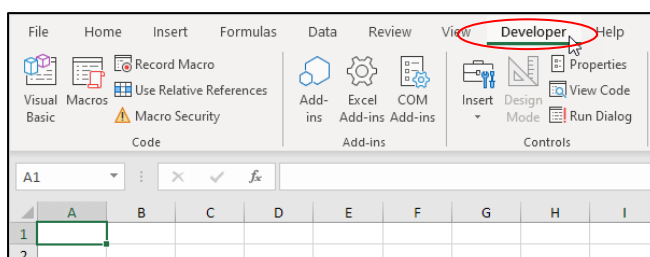 File Home Insert Formulas Data Review View Developer Help
Record Macro Properties
Use Relative References View Code
Visual Basic Macros Macro Security Add-ins Excel Add-ins COM Add-ins Insert Design Mode Run Dialog
Code Add-ins Controls
A1 fx
A B C D E F G H I
1
2